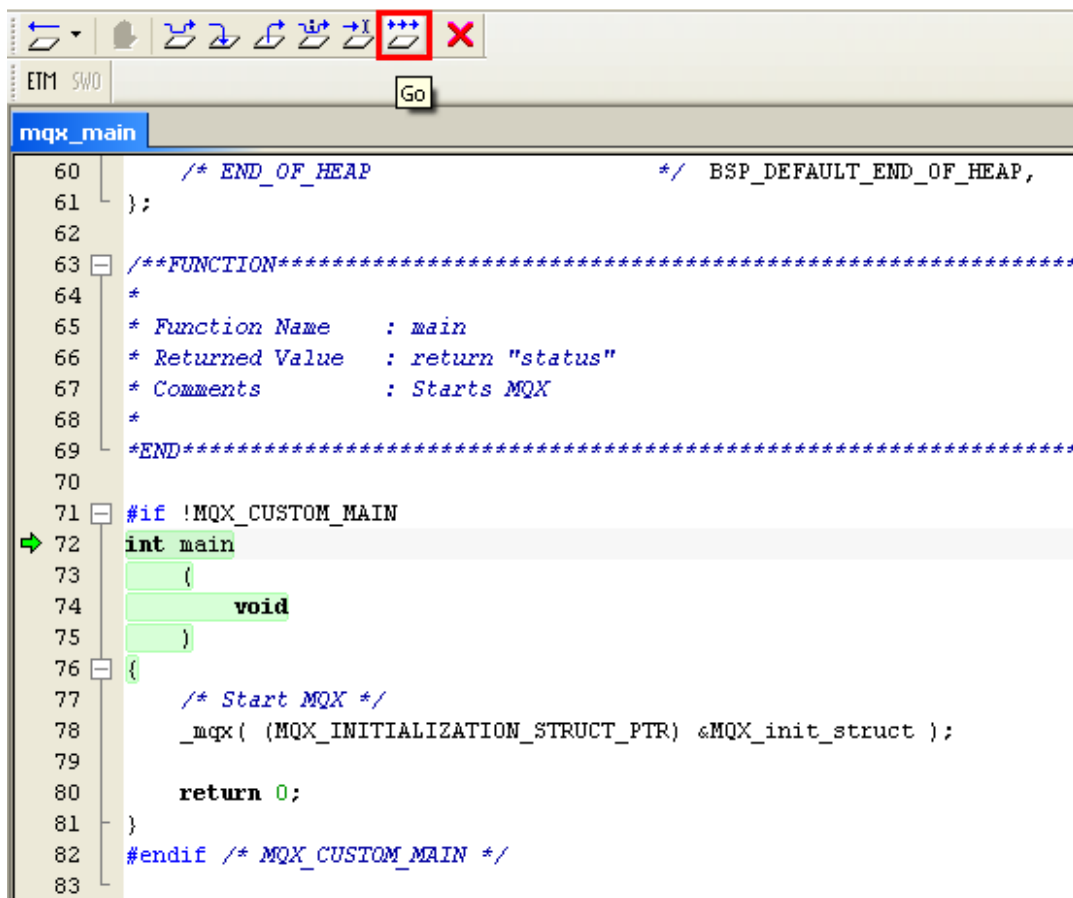 ETM SWO
Go
mqx_main
60 /* END_OF_HEAP */ BSP_DEFAULT_END_OF_HEAP,
61 };
62
63 /**FUNCTION*************************************************************
64 *
65 * Function Name : main
66 * Returned Value : return "status"
67 * Comments : Starts MQX
68 *
69 *END********************************************************************
70
71 #if !MQX_CUSTOM_MAIN
72 int main
73 (
74 void
75 )
76 {
77 /* Start MQX */
78 _mqx( (MQX_INITIALIZATION_STRUCT_PTR) &MQX_init_struct );
79
80 return 0;
81 }
82 #endif /* MQX_CUSTOM_MAIN */
83